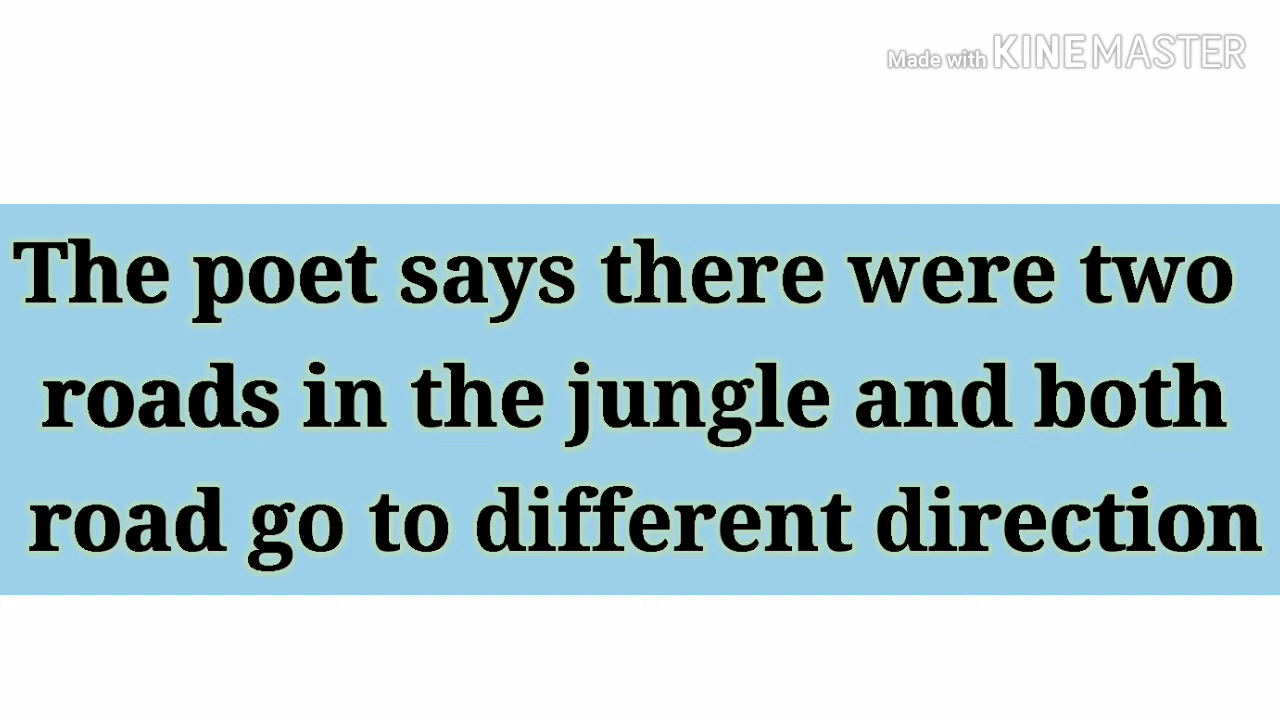 Made with KINEMASTER
The poet says there were two
roads in the jungle and both
road go to different direction